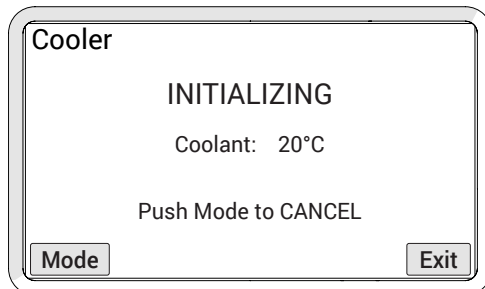 Cooler
INITIALIZING
Coolant: 20°C
Push Mode to CANCEL
Mode Exit